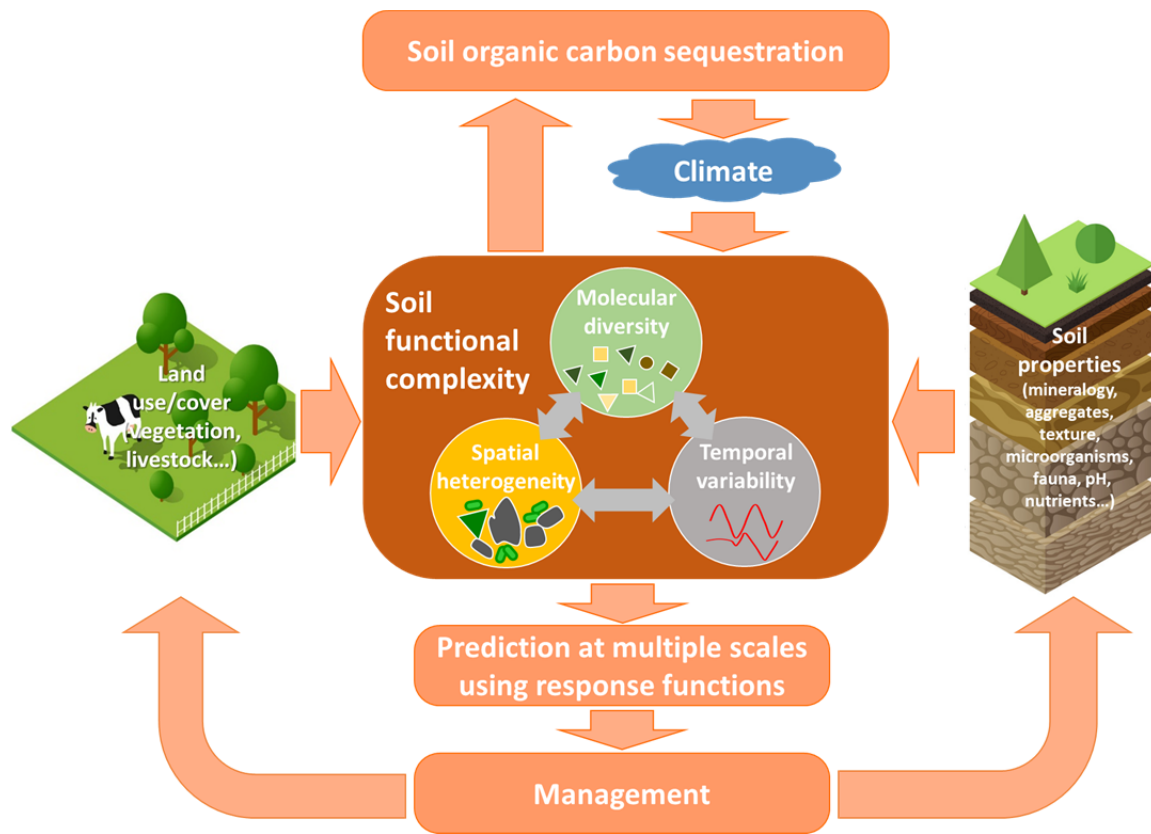 Soil organic carbon sequestration
Climate
Soil
functional
complexity
Molecular
diversity
Spatial
heterogeneity
Temporal
variability
Land
use/cover
(vegetation,
livestock...)
Soil
properties
(mineralogy,
aggregates,
texture,
microorganisms,
fauna, pH,
nutrients...)
Prediction at multiple scales
using response functions
Management